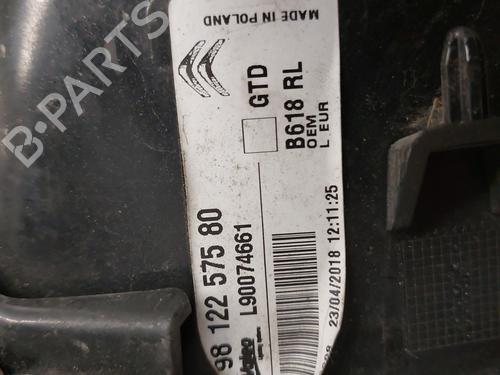 MADE IN POLAND
GTD
B618 RL
OEM
L EUR
98 122 575 80
L90074661
23/04/2018 12:11:25
Valeo
B-PARTS